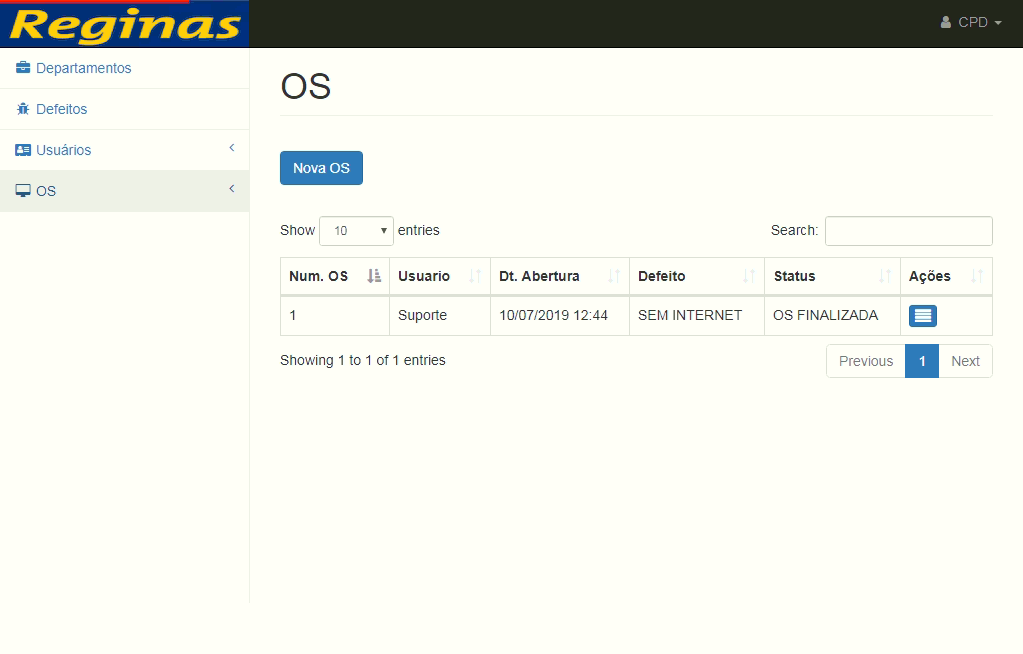 Reginas
CPD
Departamentos
Defeitos
Usuários
OS
OS
Nova OS
Show 10 entries
Search:
Num. OS Usuario Dt. Abertura Defeito Status Ações
1 Suporte 10/07/2019 12:44 SEM INTERNET OS FINALIZADA
Showing 1 to 1 of 1 entries
Previous 1 Next